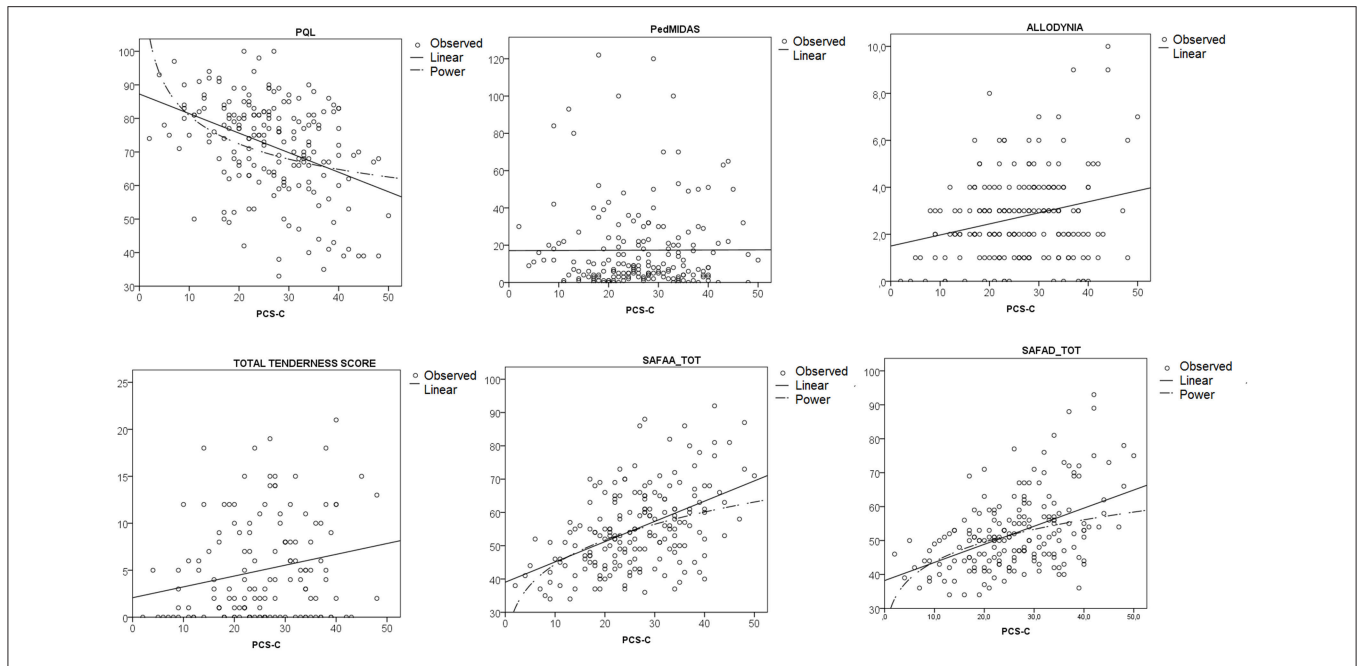 PQL
100
90
80
70
60
50
40
30
0 10 20 30 40 50
PCS-C
Observed
Linear
Power
PedMIDAS
120
100
80
60
40
20
0
0 10 20 30 40 50
PCS-C
Observed
Linear
ALLODYNIA
10,0
8,0
6,0
4,0
2,0
,0
0 10 20 30 40 50
PCS-C
Observed
Linear
TOTAL TENDERNESS SCORE
25
20
15
10
5
0
0 10 20 30 40 50
PCS-C
Observed
Linear
SAFAA_TOT
100
90
80
70
60
50
40
30
0 10 20 30 40 50
PCS-C
Observed
Linear
Power
SAFAD_TOT
100
90
80
70
60
50
40
30
,0 10,0 20,0 30,0 40,0 50,0
PCS-C
Observed
Linear
Power